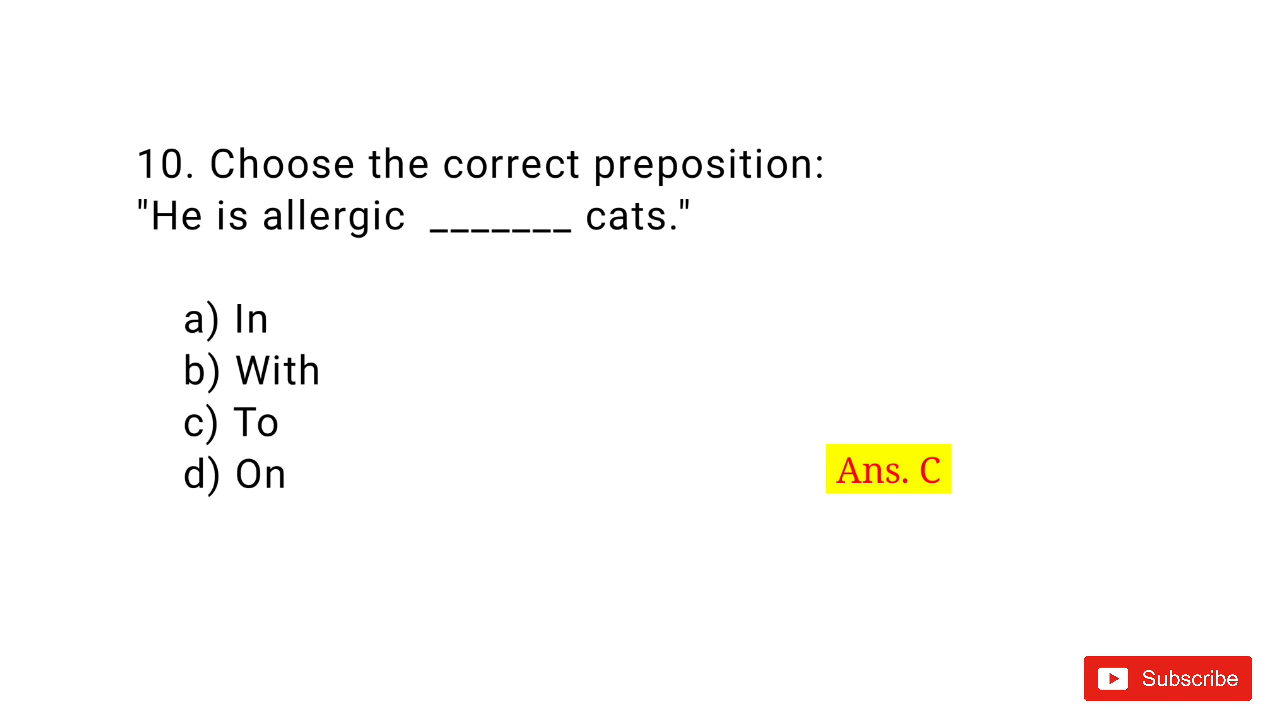 10. Choose the correct preposition:
"He is allergic _______ cats."
a) In
b) With
c) To
d) On
Ans. C
Subscribe